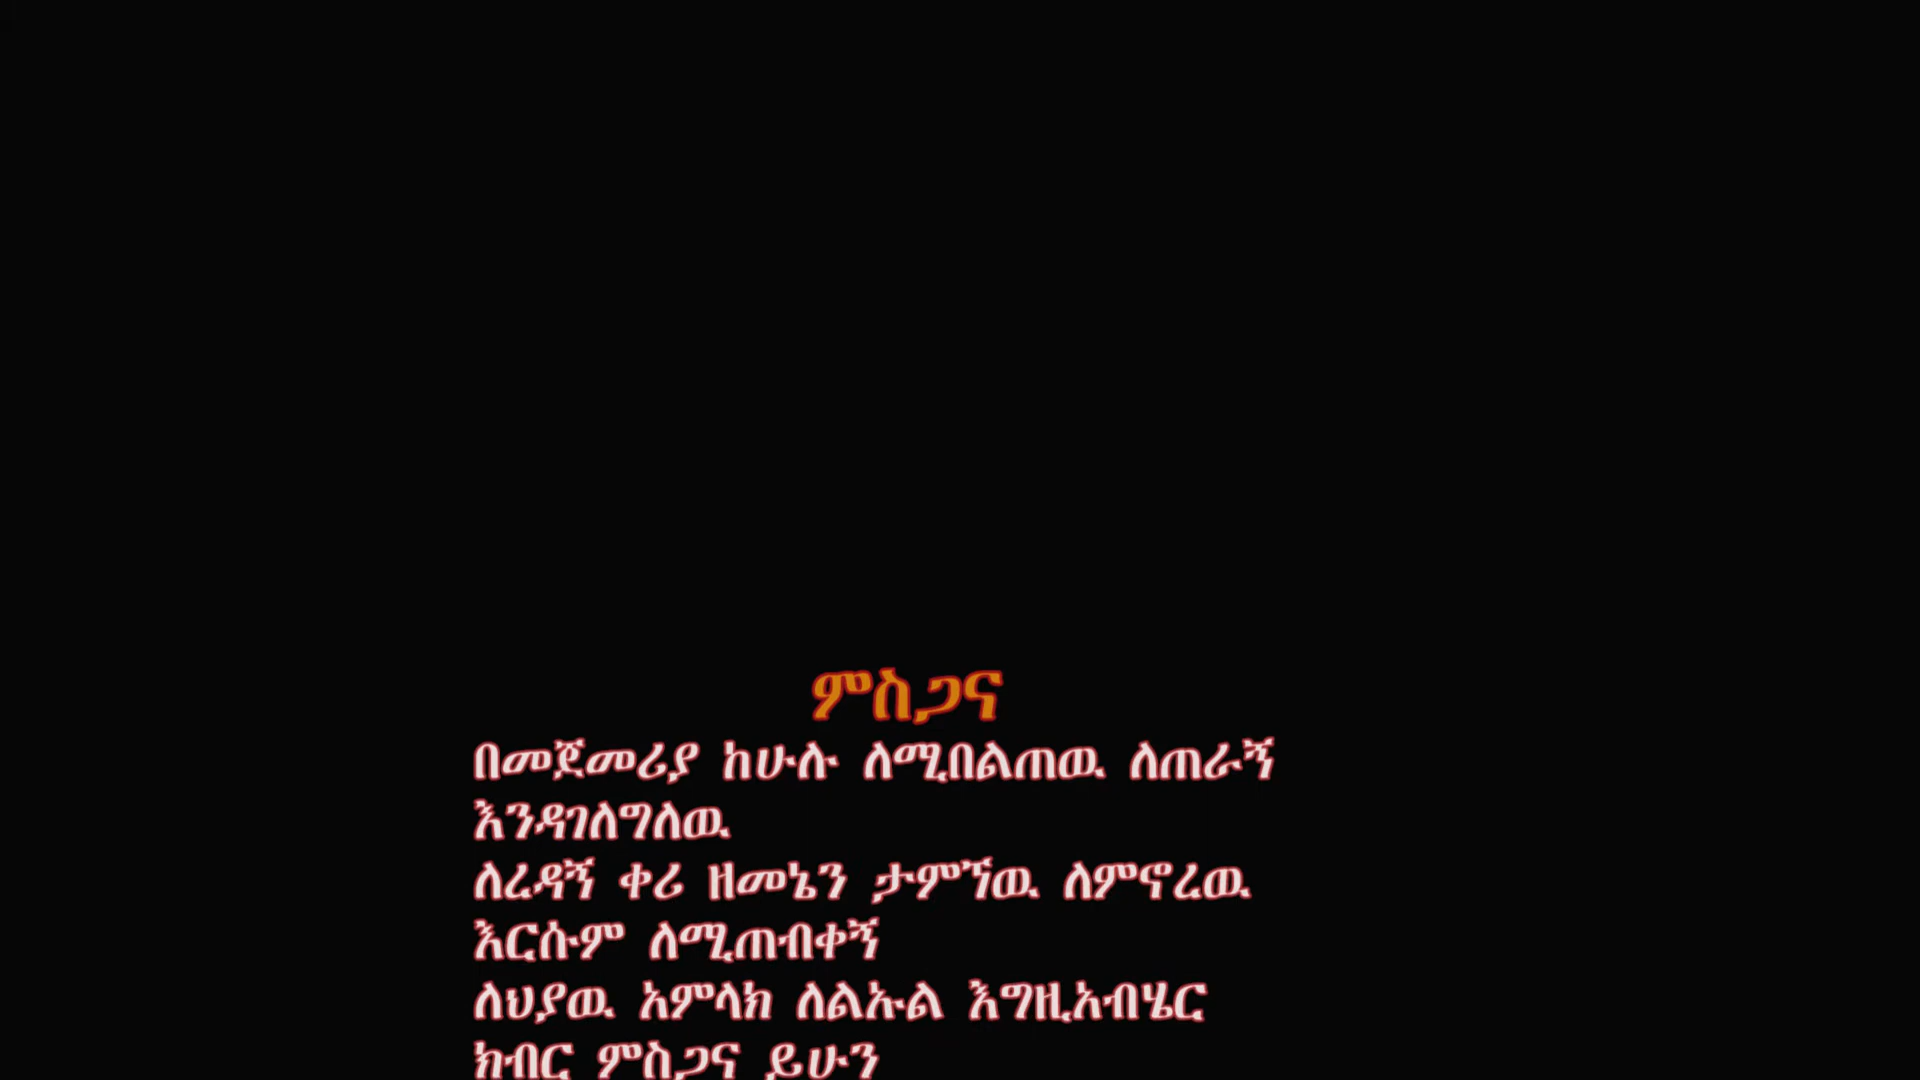 ምስጋና
በመጀመሪያ ከሁሉ ለሚበልጠዉ ለጠራኝ
እንዳገለግለዉ
ለረዳኝ ቀሪ ዘመኔን ታምኘዉ ለምኖረዉ
እርሱም ለሚጠብቀኝ
ለህያዉ አምላክ ለልኡል እግዚአብሄር
ክብር ምስጋና ይሁን